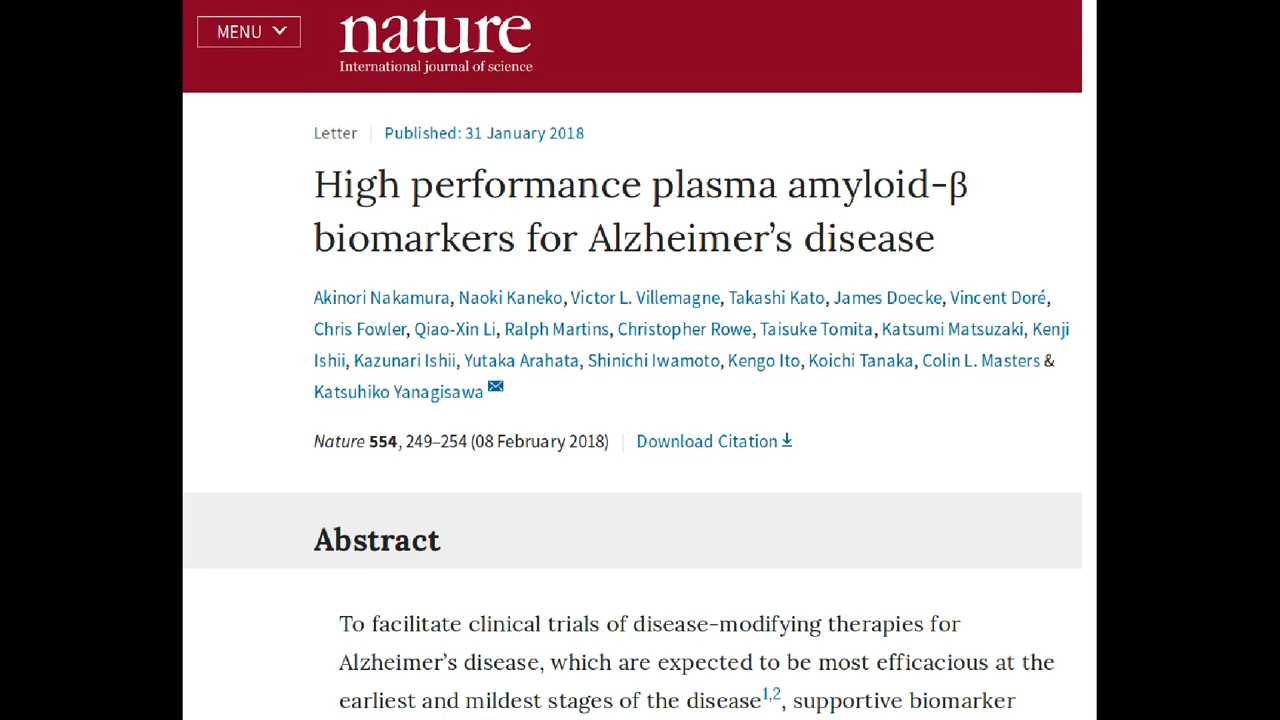 MENU
nature
International journal of science
Letter
Published: 31 January 2018
High performance plasma amyloid-β
biomarkers for Alzheimer’s disease
Akinori Nakamura, Naoki Kaneko, Victor L. Villemagne, Takashi Kato, James Doecke, Vincent Doré,
Chris Fowler, Qiao-Xin Li, Ralph Martins, Christopher Rowe, Taisuke Tomita, Katsumi Matsuzaki, Kenji
Ishii, Kazunari Ishii, Yutaka Arahata, Shinichi Iwamoto, Kengo Ito, Koichi Tanaka, Colin L. Masters &
Katsuhiko Yanagisawa
Nature 554, 249–254 (08 February 2018)
Download Citation
Abstract
To facilitate clinical trials of disease-modifying therapies for
Alzheimer’s disease, which are expected to be most efficacious at the
earliest and mildest stages of the disease1,2, supportive biomarker